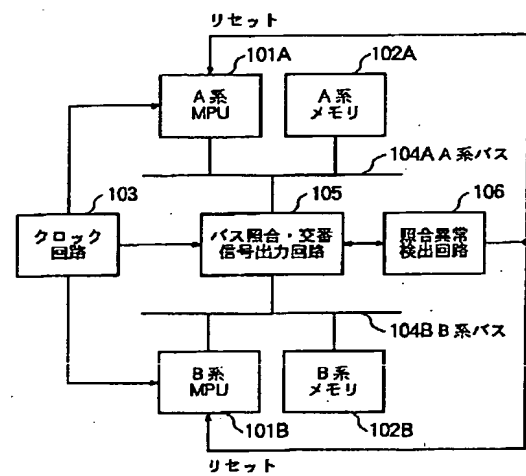 リセット
101A
102A
A系
MPU
A系
メモリ
104A A系バス
103
105
106
クロック
回路
バス照合・交番
信号出力回路
照合異常
検出回路
104B B系バス
B系
MPU
B系
メモリ
101B
102B
リセット